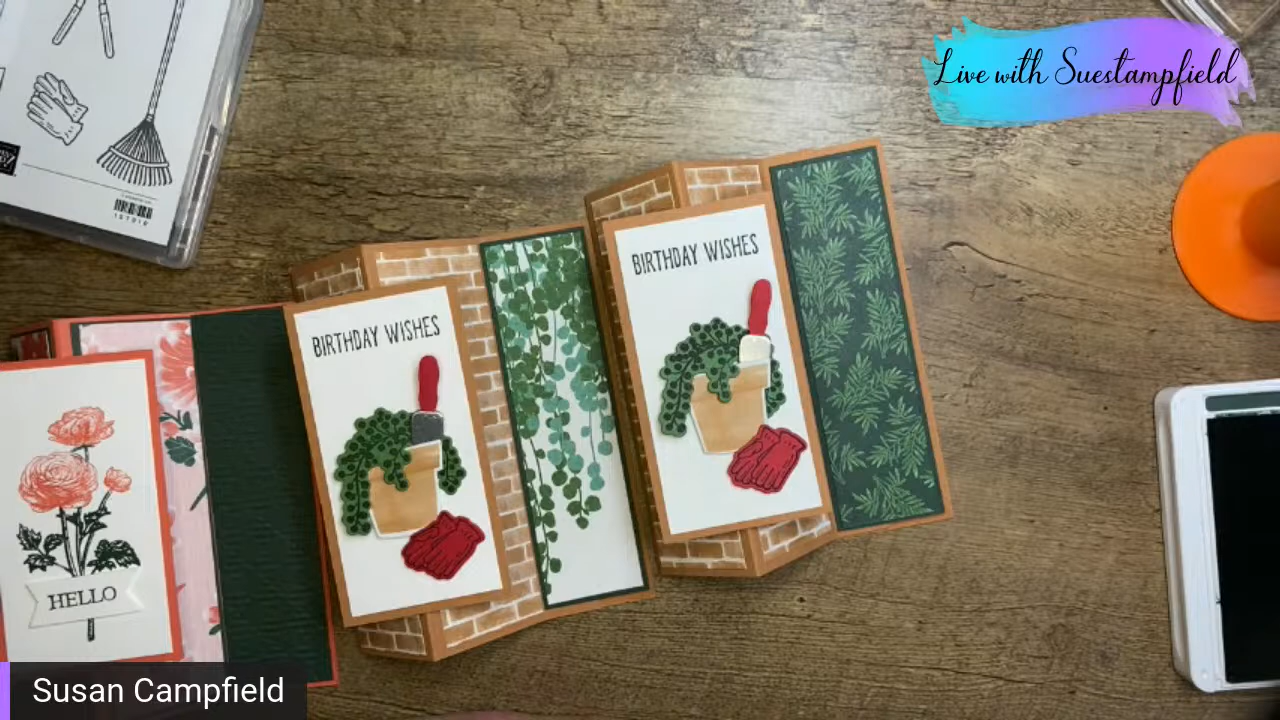 Live with Suestampfield
BIRTHDAY WISHES
BIRTHDAY WISHES
HELLO
Susan Campfield